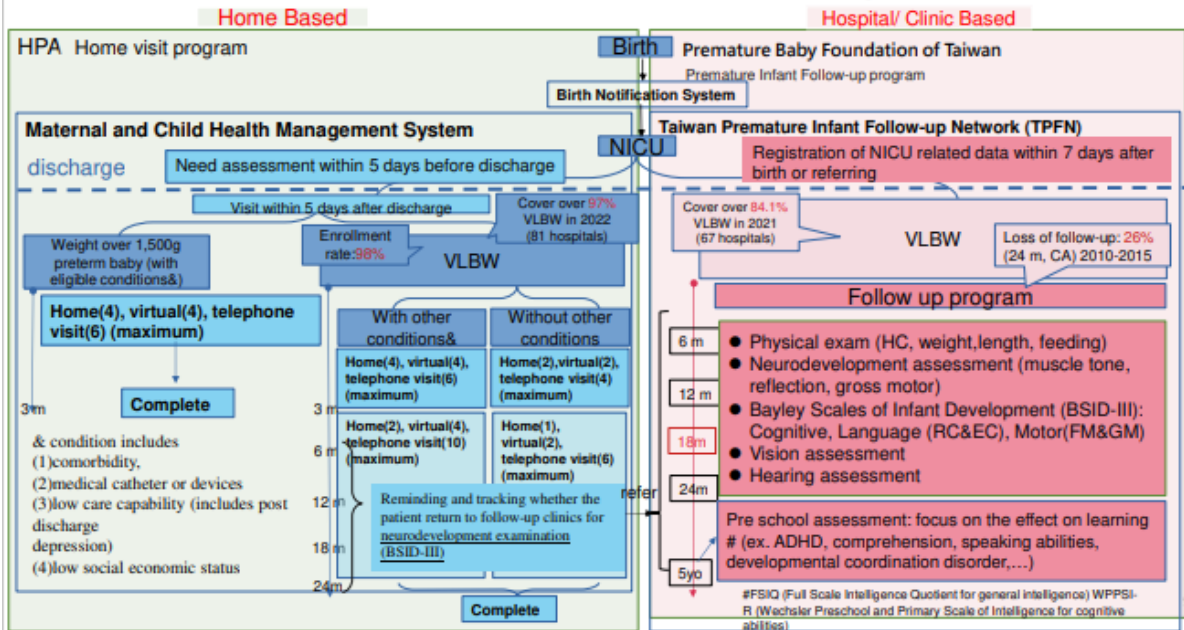 Home Based
Hospital/ Clinic Based
HPA Home visit program
Birth
Premature Baby Foundation of Taiwan
Premature Infant Follow-up program
Birth Notification System
Maternal and Child Health Management System
NICU
Taiwan Premature Infant Follow-up Network (TPFN)
discharge
Need assessment within 5 days before discharge
Registration of NICU related data within 7 days after
birth or referring
Visit within 5 days after discharge
Weight over 1,500g
preterm baby (with
eligible conditions&)
Enrollment
rate:98%
Cover over 97%
VLBW in 2022
(81 hospitals)
VLBW
Home(4), virtual(4), telephone
visit(6) (maximum)
Complete
3 m
& condition includes
(1)comorbidity,
(2)medical catheter or devices
(3)low care capability (includes post
discharge
depression)
(4)low social economic status
With other
conditions&
Without other
conditions
Home(4), virtual(4),
telephone visit(6)
(maximum)
Home(2),virtual(2),
telephone visit(4)
(maximum)
3 m
Home(2), virtual(4),
telephone visit(10)
(maximum)
Home(1),
virtual(2),
telephone visit(6)
(maximum)
6 m
12 m
18 m
24m
Reminding and tracking whether the
patient return to follow-up clinics for
neurodevelopment examination
(BSID-III)
Complete
refer
Cover over 84.1%
VLBW in 2021
(67 hospitals)
VLBW
Loss of follow-up: 26%
(24 m, CA) 2010-2015
Follow up program
6 m
12 m
18m
24m
5yo
● Physical exam (HC, weight,length, feeding)
● Neurodevelopment assessment (muscle tone,
reflection, gross motor)
● Bayley Scales of Infant Development (BSID-III):
Cognitive, Language (RC&EC), Motor(FM&GM)
● Vision assessment
● Hearing assessment
Pre school assessment: focus on the effect on learning
# (ex. ADHD, comprehension, speaking abilities,
developmental coordination disorder,…)
#FSIQ (Full Scale Intelligence Quotient for general intelligence) WPPSI-
R (Wechsler Preschool and Primary Scale of Intelligence for cognitive
abilities)